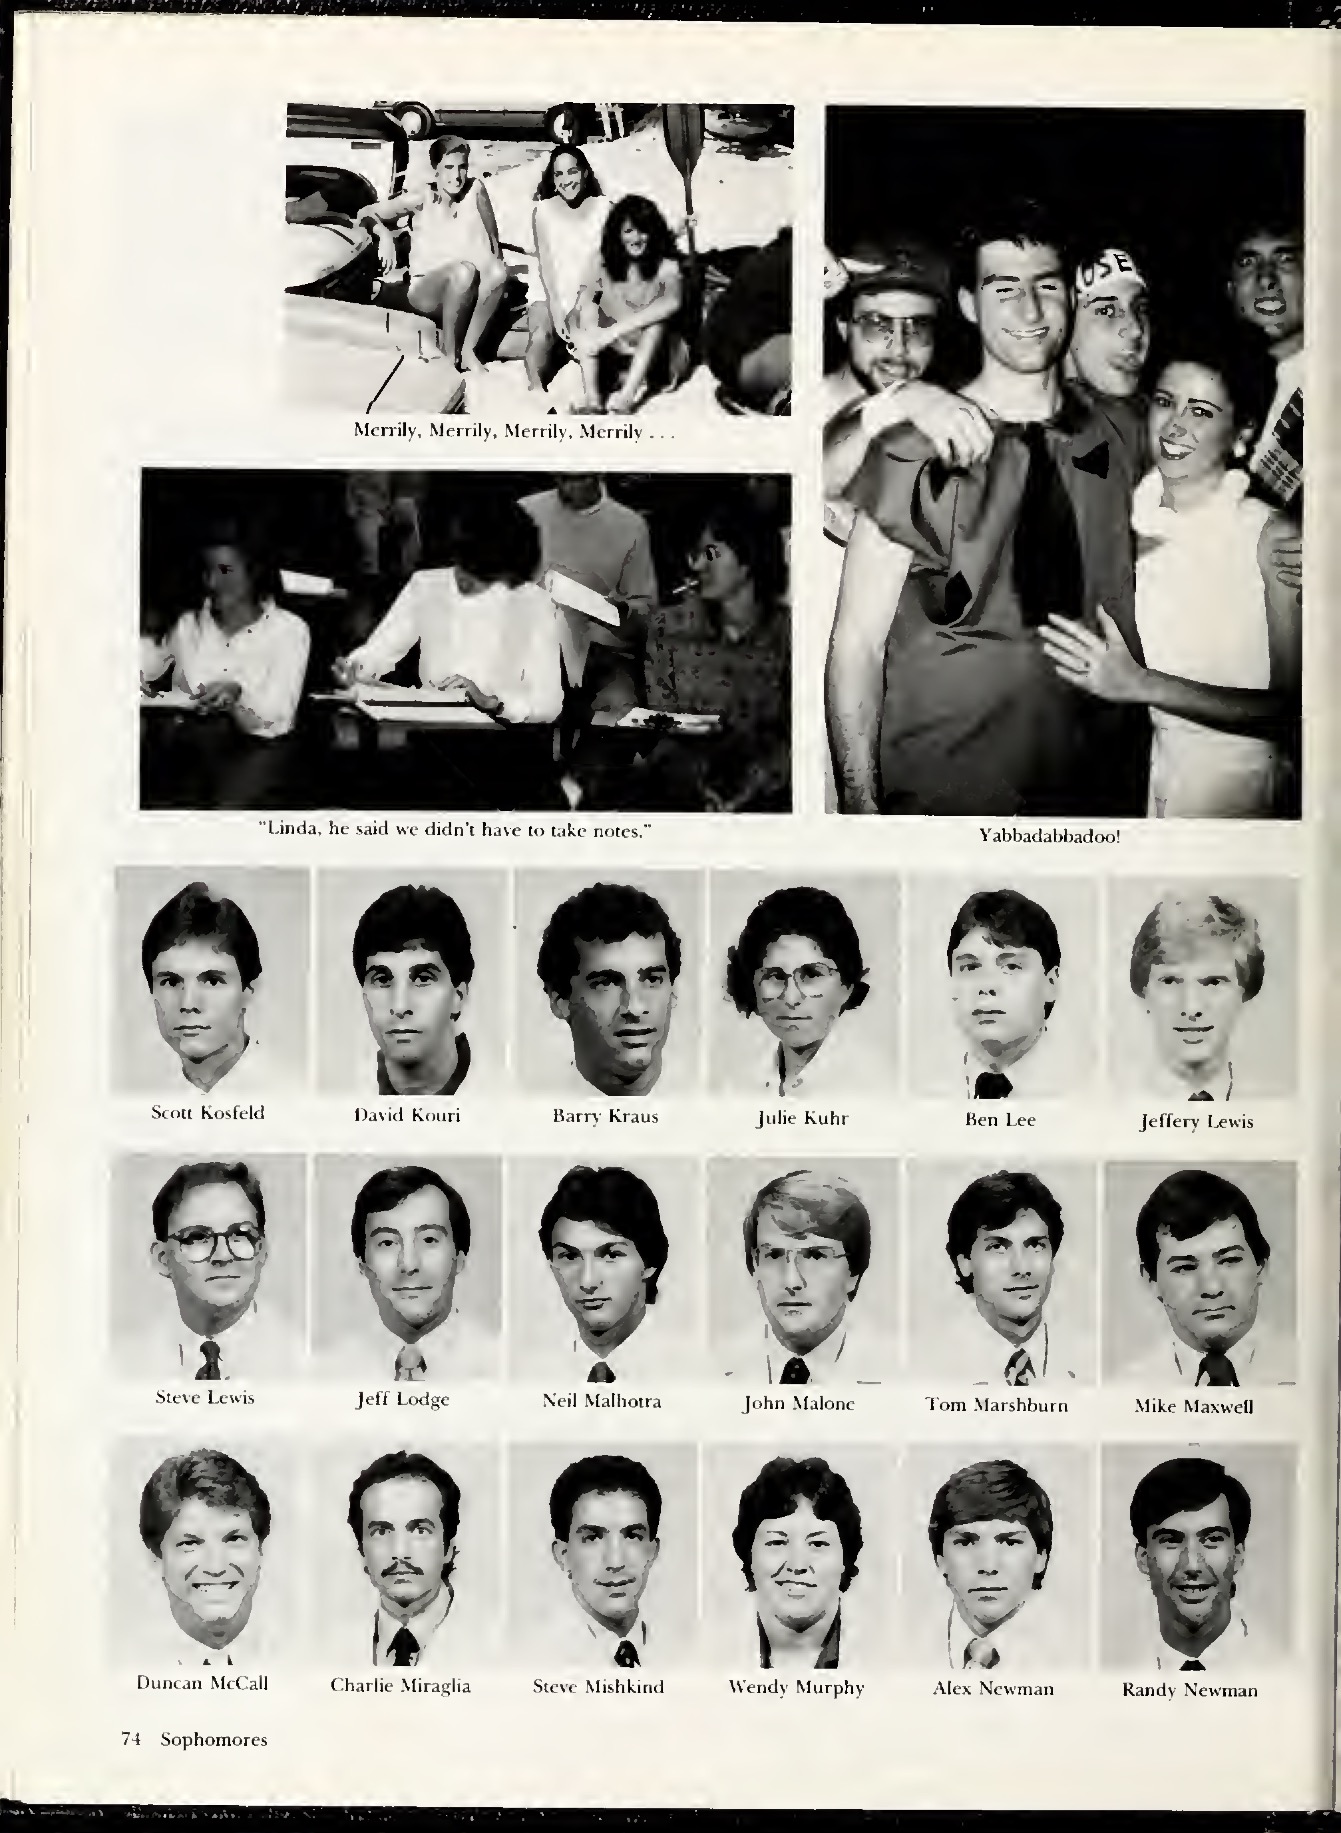 USE
Merrily, Merrily, Merrily, Merrily . . .
"Linda, he said we didn't have to take notes."
Yabbadabbadoo!
Scott Kosfeld
David Kouri
Barry Kraus
Julie Kuhr
Ben Lee
Jeffery Lewis
Steve Lewis
Jeff Lodge
Neil Malhotra
John Malone
Tom Marshburn
Mike Maxwell
Duncan McCall
Charlie Miraglia
Steve Mishkind
Wendy Murphy
Alex Newman
Randy Newman
74 Sophomores